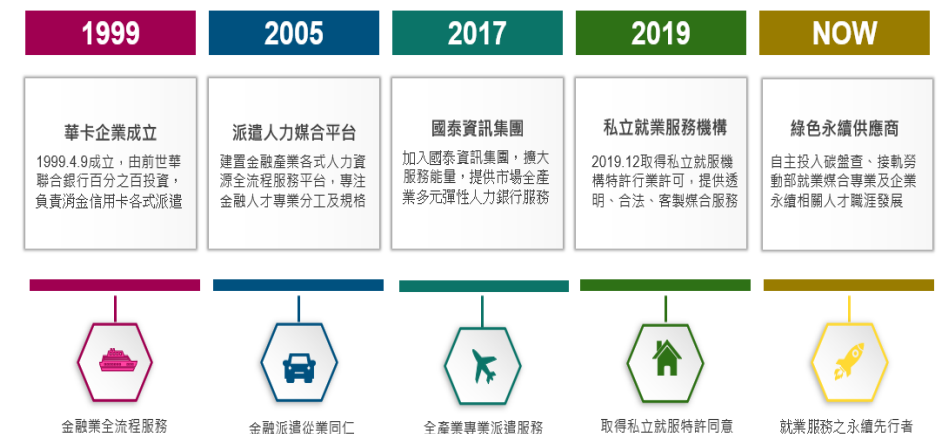 1999
2005
2017
2019
NOW
華卡企業成立
1999.4.9成立，由前世華
聯合銀行百分之百投資，
負責消金信用卡各式派遣
派遣人力媒合平台
建置金融產業各式人力資
源全流程服務平台，專注
金融人才專業分工及規格
國泰資訊集團
加入國泰資訊集團，擴大
服務能量，提供市場全產
業多元彈性人力銀行服務
私立就業服務機構
2019.12取得私立就服機
構特許行業許可，提供透
明、合法、客製媒合服務
綠色永續供應商
自主投入碳盤查、接軌勞
動部就業媒合專業及企業
永續相關人才職涯發展
金融業全流程服務
金融派遣從業同仁
全產業專業派遣服務
取得私立就服特許同意
就業服務之永續先行者